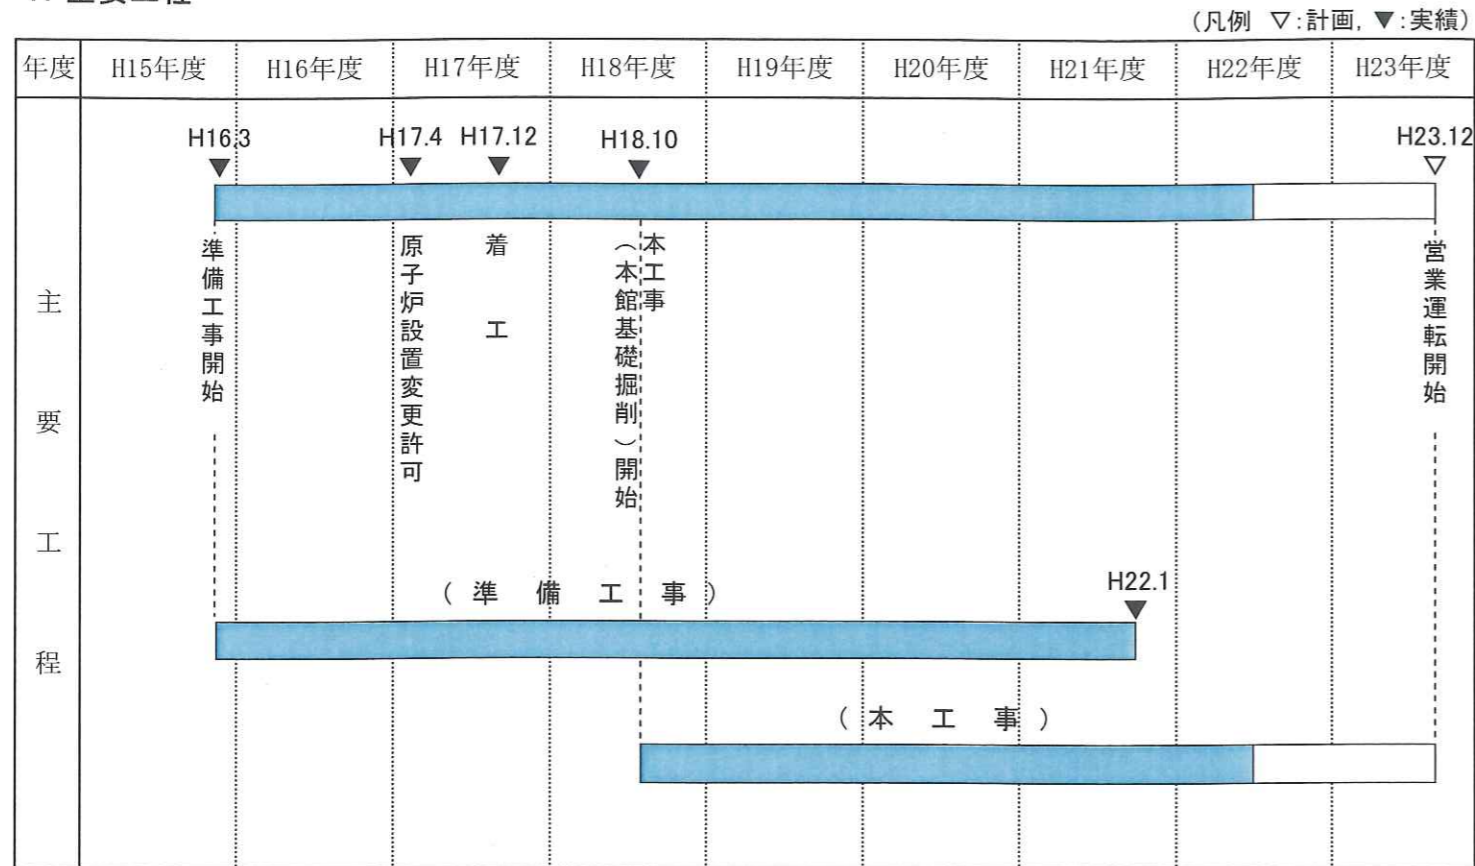 (凡例 ▽:計画, ▼:実績)
年度 H15年度 H16年度 H17年度 H18年度 H19年度 H20年度 H21年度 H22年度 H23年度
H16.3 H17.4 H17.12 H18.10 H23.12
主要工程
準備工事開始
原子炉設置変更許可
着工
本工事
(本館基礎掘削)開始
営業運転開始
(準備工事)
H22.1
(本工事)